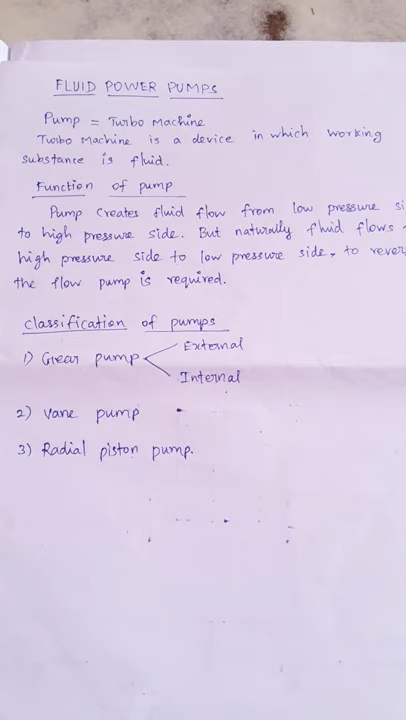 FLUID POWER PUMPS
Pump = Turbo Machine
Turbo Machine is a device in which working
substance is fluid.
Function of pump
Pump creates fluid flow from low pressure si
to high pressure side. But naturally fluid flows
high pressure side to low pressure side, to rever
the flow pump is required.
Classification of pumps
1) Gear pump
External
Internal
2) Vane pump
3) Radial piston pump.